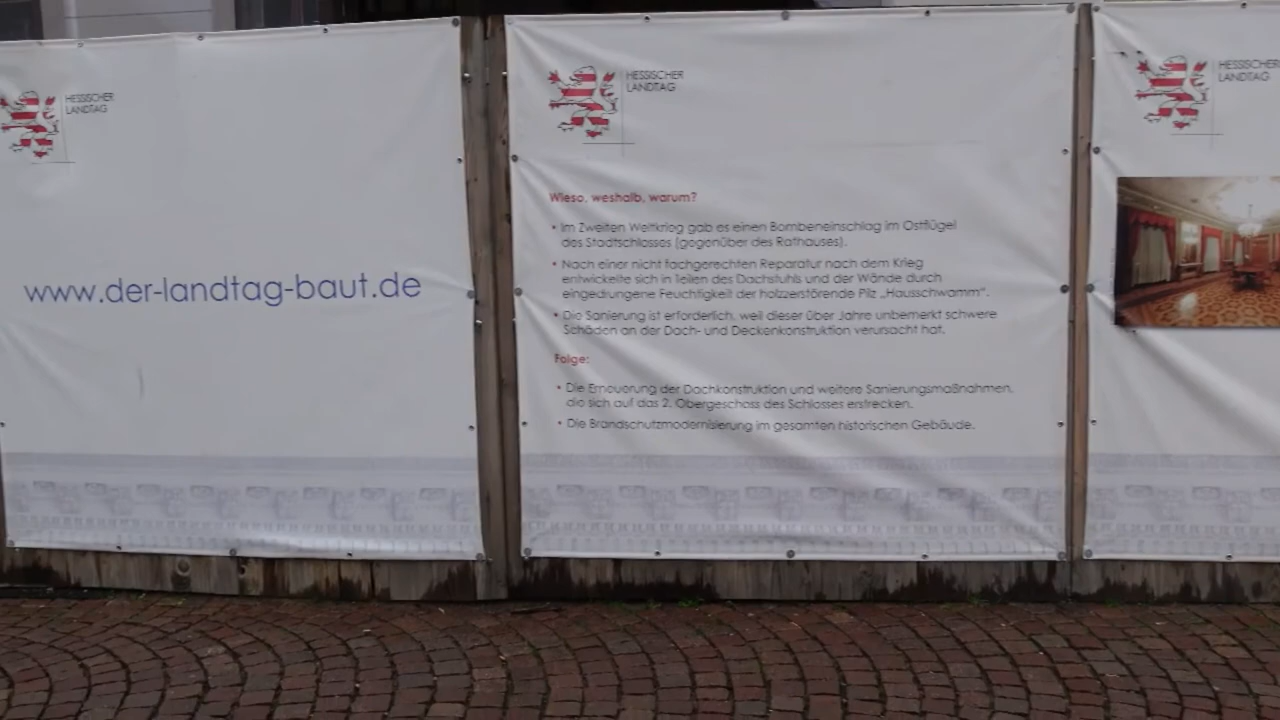 HESSISCHER
LANDTAG
www.der-landtag-baut.de
HESSISCHER
LANDTAG
Wieso, weshalb, warum?
• Im Zweiten Weltkrieg gab es einen Bombeneinschlag im Ostflügel
des Stadtschlosses (gegenüber des Rathauses).
• Nach einer nicht fachgerechten Reparatur nach dem Krieg
entwickelte sich in Teilen des Dachstuhls und der Wände durch
eingedrungene Feuchtigkeit der holzzerstörende Pilz „Hausschwamm“.
• Die Sanierung ist erforderlich, weil dieser über Jahre unbemerkt schwere
Schäden an der Dach- und Deckenkonstruktion verursacht hat.
Folge:
• Die Erneuerung der Dachkonstruktion und weitere Sanierungsmaßnahmen,
die sich auf das 2. Obergeschoss des Schlosses erstrecken.
• Die Brandschutzmodernisierung im gesamten historischen Gebäude.
HESSISCHER
LANDTAG